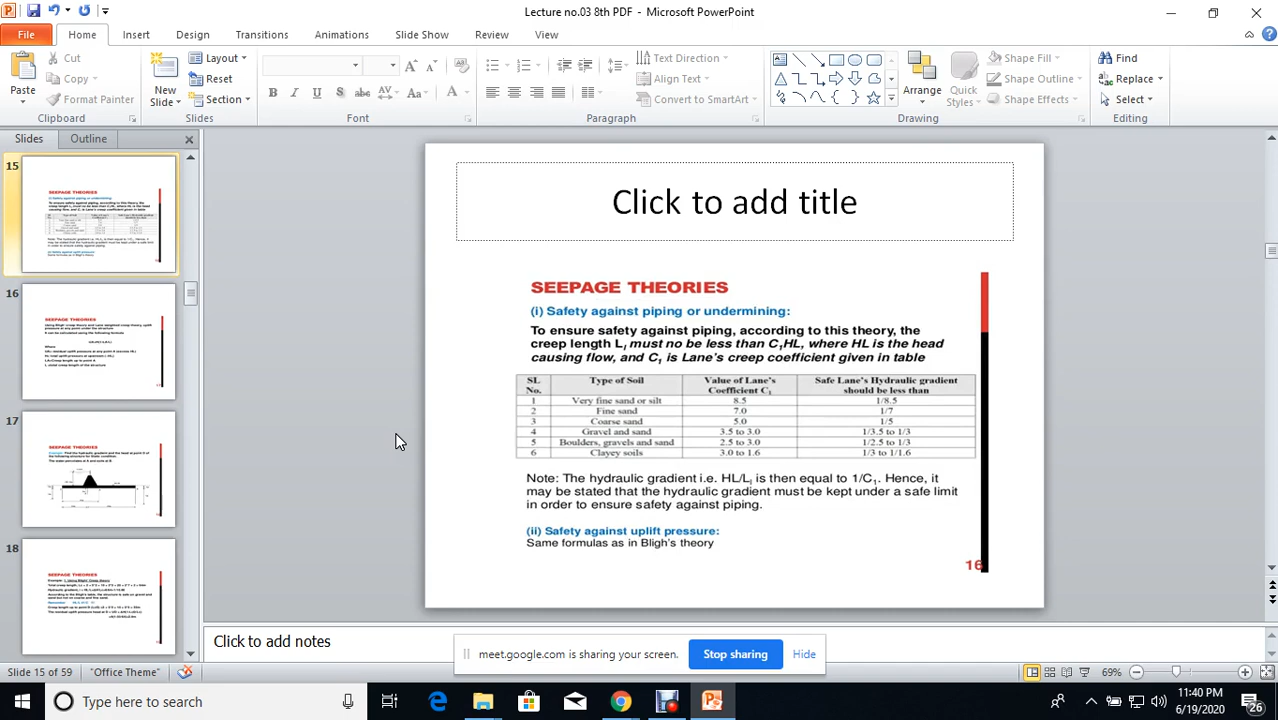 Lecture no.03 8th PDF - Microsoft PowerPoint
File Home Insert Design Transitions Animations Slide Show Review View
Paste Cut Copy Format Painter Clipboard
New Slide Layout Reset Section Slides
Font
Text Direction Align Text Convert to SmartArt Paragraph
Arrange Quick Styles Shape Fill Shape Outline Shape Effects Drawing
Find Replace Select Editing
Slides Outline
15
16
17
18
Click to add title
SEEPAGE THEORIES
(i) Safety against piping or undermining:
To ensure safety against piping, according to this theory, the
creep length Ll must no be less than C1HL, where HL is the head
causing flow, and C1 is Lane's creep coefficient given in table
SL No. Type of Soil Value of Lane's Coefficient C1 Safe Lane's Hydraulic gradient should be less than
1 Very fine sand or silt 8.5 1/8.5
2 Fine sand 7.0 1/7
3 Coarse sand 5.0 1/5
4 Gravel and sand 3.5 to 3.0 1/3.5 to 1/3
5 Boulders, gravels and sand 2.5 to 3.0 1/2.5 to 1/3
6 Clayey soils 3.0 to 1.6 1/3 to 1/1.6
Note: The hydraulic gradient i.e. HL/Ll is then equal to 1/C1. Hence, it
may be stated that the hydraulic gradient must be kept under a safe limit
in order to ensure safety against piping.
(ii) Safety against uplift pressure:
Same formulas as in Bligh's theory
16
Click to add notes
meet.google.com is sharing your screen. Stop sharing Hide
Slide 15 of 59 "Office Theme" 69%
Type here to search
11:40 PM
6/19/2020
26